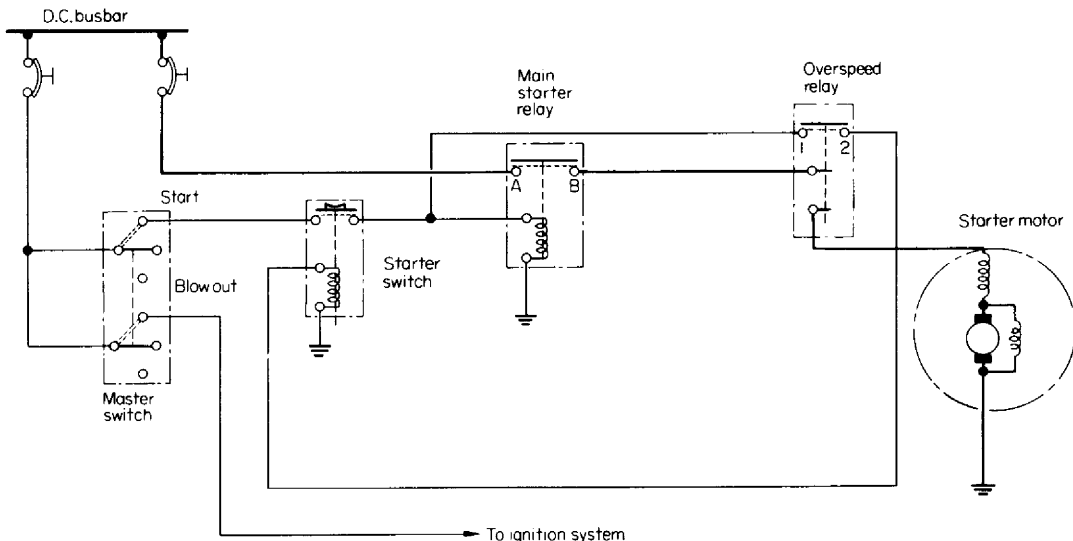 D.C. busbar
Main
starter
relay
Overspeed
relay
1
2
A
B
Start
Starter motor
Starter
switch
Blow out
Master
switch
To ignition system